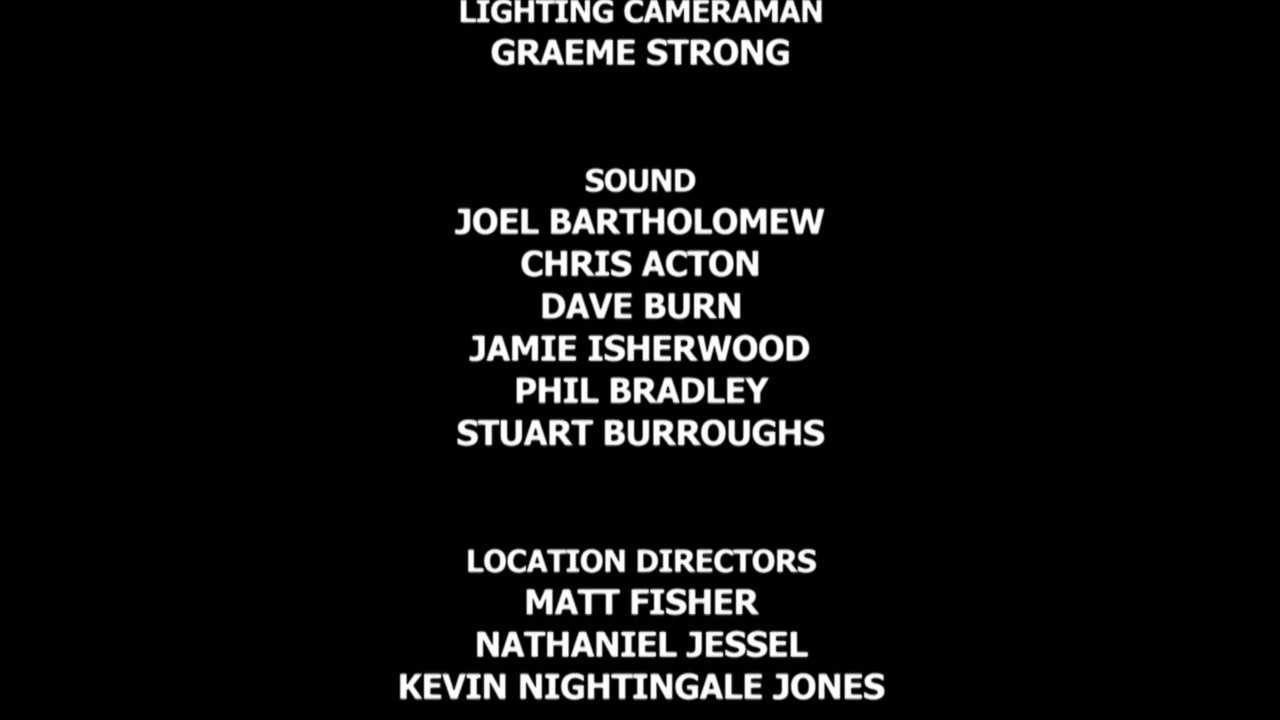 LIGHTING CAMERAMAN
GRAEME STRONG
SOUND
JOEL BARTHOLOMEW
CHRIS ACTON
DAVE BURN
JAMIE ISHERWOOD
PHIL BRADLEY
STUART BURROUGHS
LOCATION DIRECTORS
MATT FISHER
NATHANIEL JESSEL
KEVIN NIGHTINGALE JONES